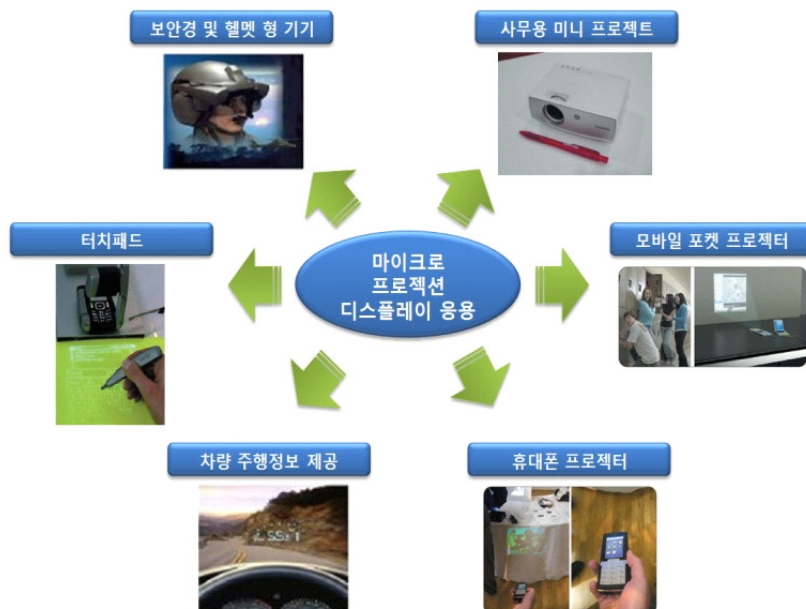 보안경 및 헬멧 형 기기
사무용 미니 프로젝트
터치패드
마이크로
프로젝션
디스플레이 응용
모바일 포켓 프로젝터
차량 주행정보 제공
휴대폰 프로젝터